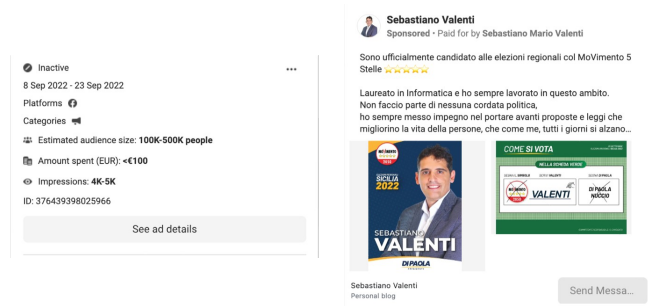 Inactive
8 Sep 2022 - 23 Sep 2022
Platforms
Categories
Estimated audience size: 100K-500K people
Amount spent (EUR): <€100
Impressions: 4K-5K
ID: 376439398025966
See ad details
Sebastiano Valenti
Sponsored • Paid for by Sebastiano Mario Valenti
Sono ufficialmente candidato alle elezioni regionali col MoVimento 5
Stelle ⭐⭐⭐⭐⭐
Laureato in Informatica e ho sempre lavorato in questo ambito.
Non faccio parte di nessuna cordata politica,
ho sempre messo impegno nel portare avanti proposte e leggi che
migliorino la vita della persone, che come me, tutti i giorni si alzano...
MOVIMENTO
2050
SICILIA
2022
SEBASTIANO
VALENTI
DI PAOLA
COME SI VOTA
NELLA SCHEDA VERDE
VALENTI
DI PAOLA
NUCCIO
Sebastiano Valenti
Personal blog
Send Messa...